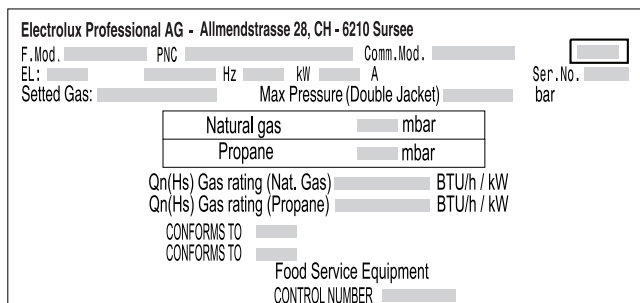 Electrolux Professional AG - Allmendstrasse 28, CH - 6210 Sursee
F.Mod. PNC Comm.Mod.
EL: Hz kW A Ser.No.
Setted Gas: Max Pressure (Double Jacket) bar
Natural gas mbar
Propane mbar
Qn(Hs) Gas rating (Nat. Gas) BTU/h / kW
Qn(Hs) Gas rating (Propane) BTU/h / kW
CONFORMS TO
CONFORMS TO
Food Service Equipment
CONTROL NUMBER